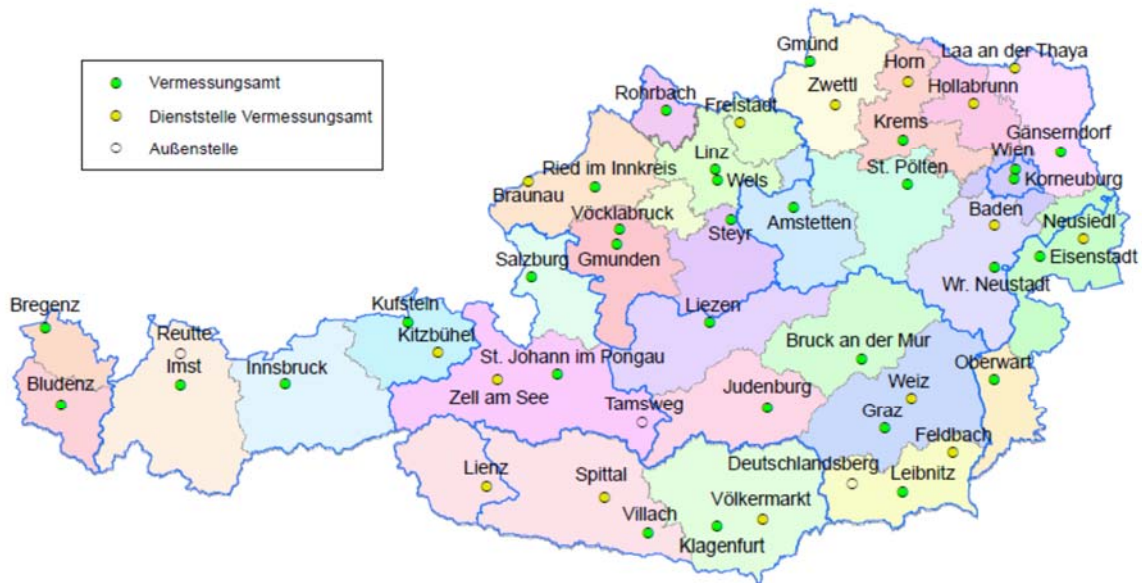 Vermessungsamt
Dienststelle Vermessungsamt
Außenstelle
Gmünd
Laa an der Thaya
Horn
Zwettl
Hollabrunn
Rohrbach
Freistadt
Krems
Gänserndorf
Linz
Wien
Ried im Innkreis
St. Pölten
Wels
Korneuburg
Braunau
Vöcklabruck
Amstetten
Baden
Neusiedl
Steyr
Salzburg
Gmunden
Eisenstadt
Wr. Neustadt
Bregenz
Kufstein
Liezen
Reutte
Kitzbühel
Bruck an der Mur
St. Johann im Pongau
Oberwart
Imst
Innsbruck
Bludenz
Judenburg
Weiz
Zell am See
Tamsweg
Graz
Feldbach
Deutschlandsberg
Lienz
Spittal
Leibnitz
Völkermarkt
Villach
Klagenfurt